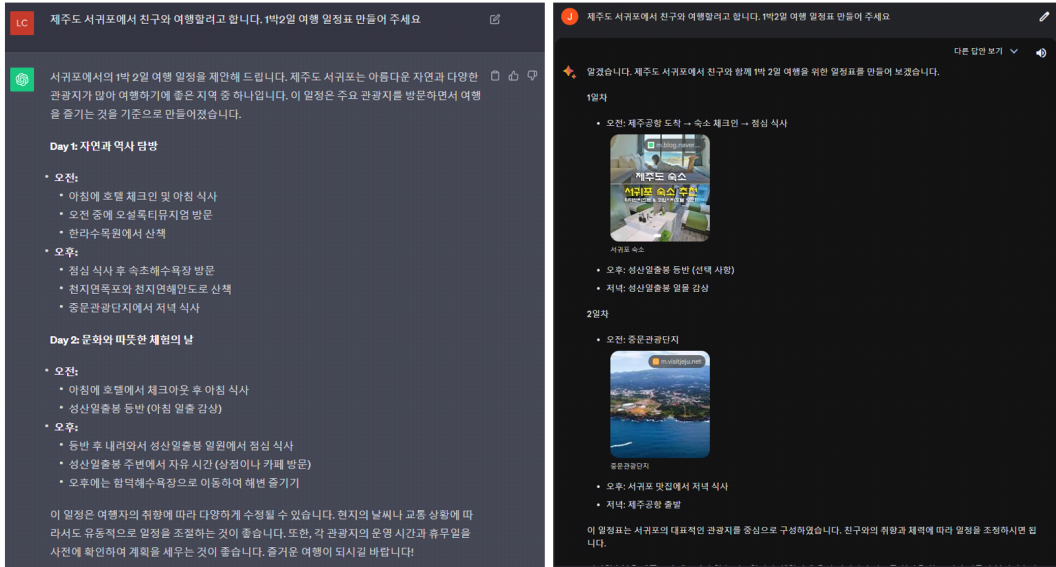 LC
제주도 서귀포에서 친구와 여행할려고 합니다. 1박2일 여행 일정표 만들어 주세요
서귀포에서의 1박 2일 여행 일정을 제안해 드립니다. 제주도 서귀포는 아름다운 자연과 다양한
관광지가 많아 여행하기에 좋은 지역 중 하나입니다. 이 일정은 주요 관광지를 방문하면서 여행
을 즐기는 것을 기준으로 만들어졌습니다.
Day 1: 자연과 역사 탐방
• 오전:
• 아침에 호텔 체크인 및 아침 식사
• 오전 중에 오설록티뮤지엄 방문
• 한라수목원에서 산책
• 오후:
• 점심 식사 후 속초해수욕장 방문
• 천지연폭포와 천지연해안도로 산책
• 중문관광단지에서 저녁 식사
Day 2: 문화와 따뜻한 체험의 날
• 오전:
• 아침에 호텔에서 체크아웃 후 아침 식사
• 성산일출봉 등반 (아침 일출 감상)
• 오후:
• 등반 후 내려와서 성산일출봉 일원에서 점심 식사
• 성산일출봉 주변에서 자유 시간 (상점이나 카페 방문)
• 오후에는 함덕해수욕장으로 이동하여 해변 즐기기
이 일정은 여행자의 취향에 따라 다양하게 수정될 수 있습니다. 현지의 날씨나 교통 상황에 따
라서도 유동적으로 일정을 조절하는 것이 좋습니다. 또한, 각 관광지의 운영 시간과 휴무일을
사전에 확인하여 계획을 세우는 것이 좋습니다. 즐거운 여행이 되시길 바랍니다!
J
제주도 서귀포에서 친구와 여행할려고 합니다. 1박2일 여행 일정표 만들어 주세요
다른 답안 보기
알겠습니다. 제주도 서귀포에서 친구와 함께 1박 2일 여행을 위한 일정표를 만들어 보겠습니다.
1일차
• 오전: 제주공항 도착 → 숙소 체크인 → 점심 식사
m.blog.naver...
제주도 숙소
서귀포 숙소 추천
서귀포 숙소
• 오후: 성산일출봉 등반 (선택 사항)
• 저녁: 성산일출봉 일몰 감상
2일차
• 오전: 중문관광단지
m.visitjeju.net
중문관광단지
• 오후: 서귀포 맛집에서 저녁 식사
• 저녁: 제주공항 출발
이 일정표는 서귀포의 대표적인 관광지를 중심으로 구성하였습니다. 친구와의 취향과 체력에 따라 일정을 조정하시면 됩
니다.